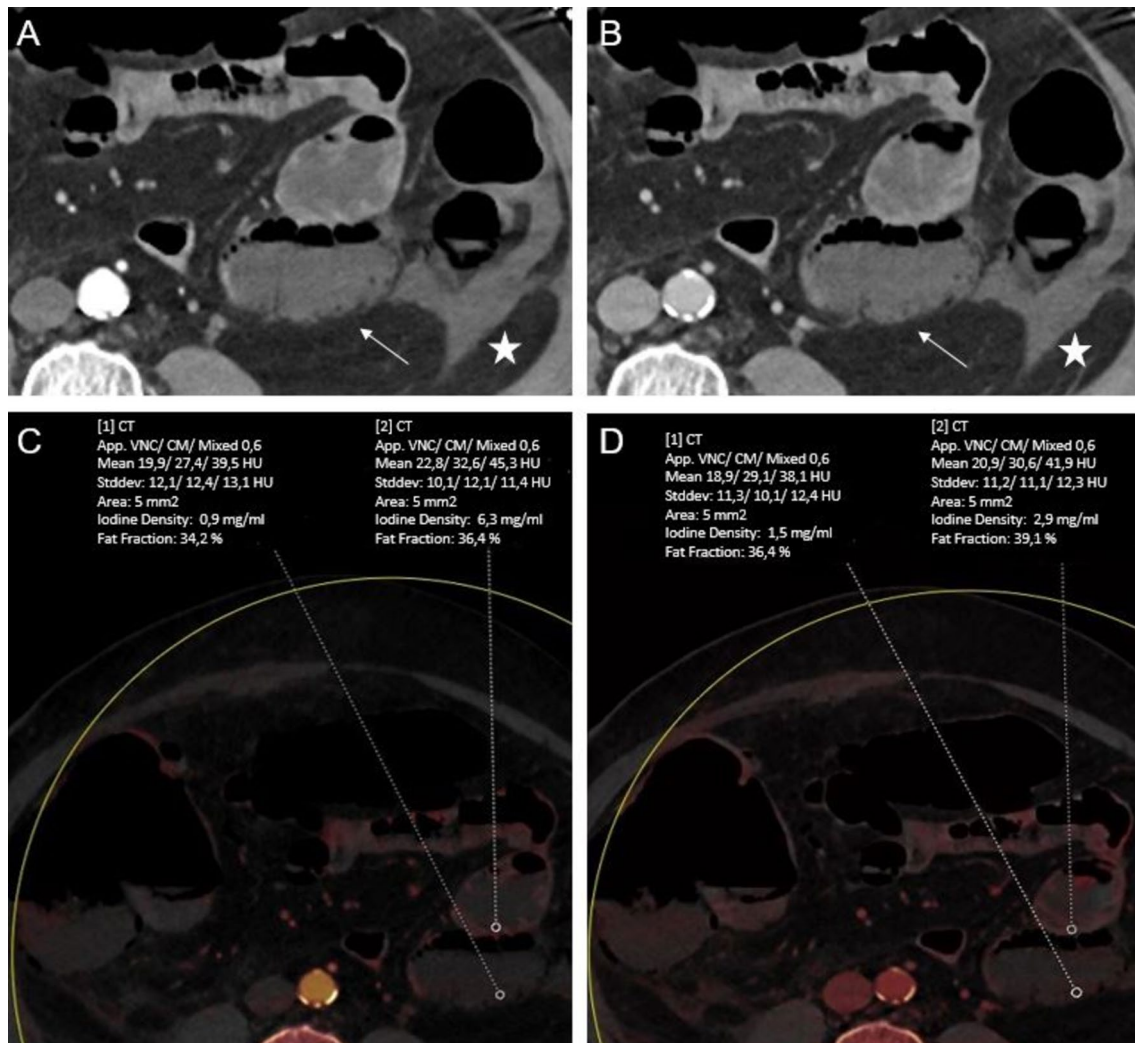 A
B
C
[1] CT
App. VNC/ CM/ Mixed 0,6
Mean 19,9/ 27,4/ 39,5 HU
Stddev: 12,1/ 12,4/ 13,1 HU
Area: 5 mm2
Iodine Density:  0,9 mg/ml
Fat Fraction: 34,2 %
[2] CT
App. VNC/ CM/ Mixed 0,6
Mean 22,8/ 32,6/ 45,3 HU
Stddev: 10,1/ 12,1/ 11,4 HU
Area: 5 mm2
Iodine Density:  6,3 mg/ml
Fat Fraction: 36,4 %
D
[1] CT
App. VNC/ CM/ Mixed 0,6
Mean 18,9/ 29,1/ 38,1 HU
Stddev: 11,3/ 10,1/ 12,4 HU
Area: 5 mm2
Iodine Density:  1,5 mg/ml
Fat Fraction: 36,4 %
[2] CT
App. VNC/ CM/ Mixed 0,6
Mean 20,9/ 30,6/ 41,9 HU
Stddev: 11,2/ 11,1/ 12,3 HU
Area: 5 mm2
Iodine Density:  2,9 mg/ml
Fat Fraction: 39,1 %